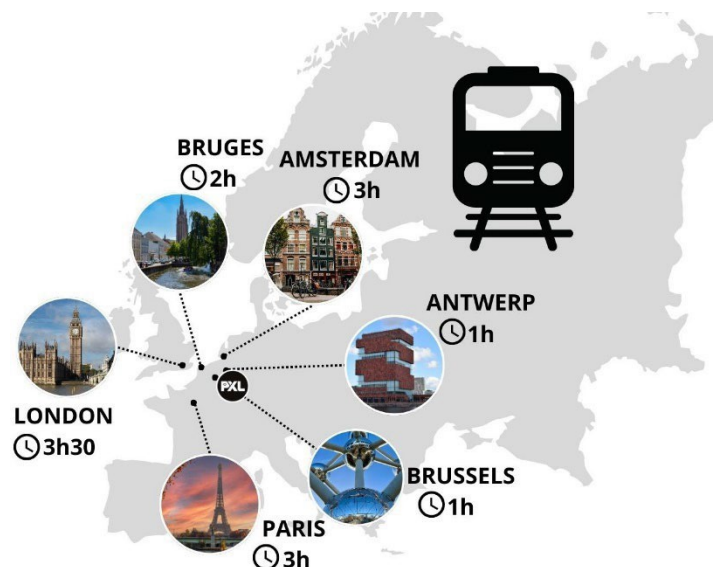 BRUGES
2h
AMSTERDAM
3h
ANTWERP
1h
LONDON
3h30
PXL
BRUSSELS
1h
PARIS
3h